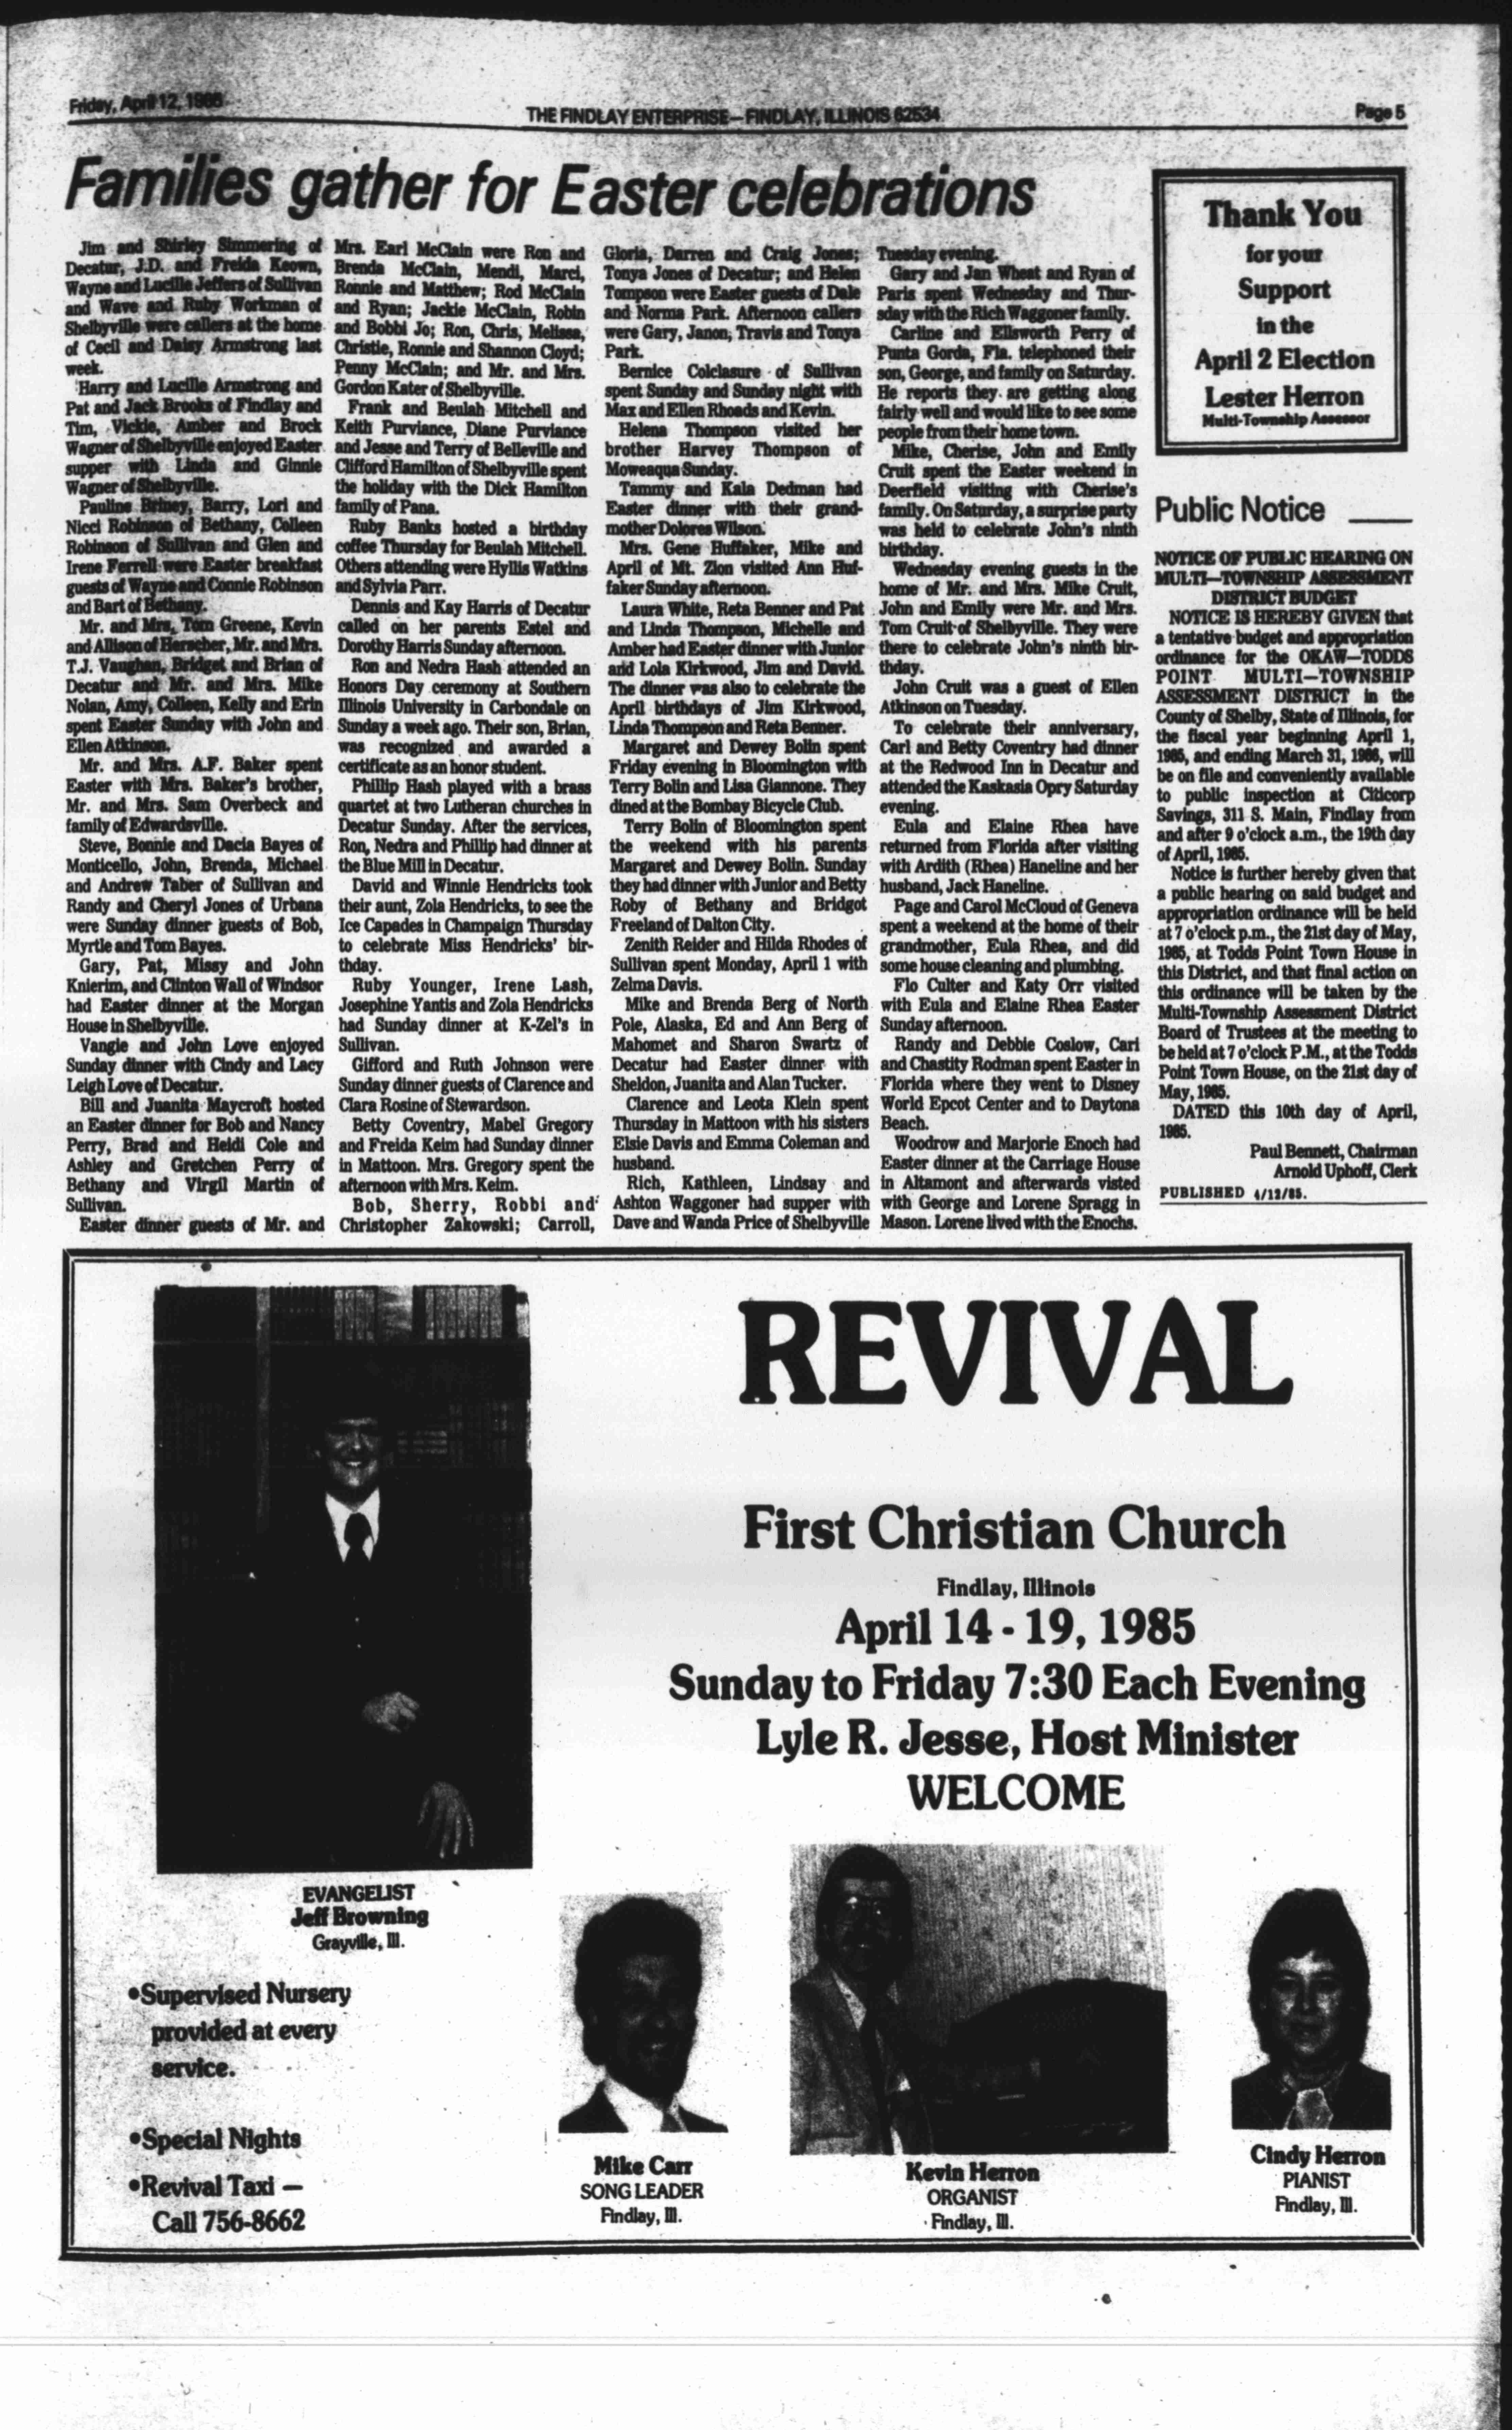 Friday, April 12, 1985
THE FINDLAY ENTERPRISE—FINDLAY, ILLINOIS 62534
Page 5
Families gather for Easter celebrations
Jim and Shirley Simmering of
Decatur, J.D. and Freida Keown,
Wayne and Lucille Jeffers of Sullivan
and Wave and Ruby Workman of
Shelbyville were callers at the home
of Cecil and Daisy Armstrong last
week.
Harry and Lucille Armstrong and
Pat and Jack Brooks of Findlay and
Tim, Vickie, Amber and Brock
Wagner of Shelbyville enjoyed Easter
supper with Linda and Ginnie
Wagner of Shelbyville.
Pauline Briney, Barry, Lori and
Nicci Robinson of Bethany, Colleen
Robinson of Sullivan and Glen and
Irene Ferrell were Easter breakfast
guests of Wayne and Connie Robinson
and Bart of Bethany.
Mr. and Mrs. Tom Greene, Kevin
and Allison of Herscher, Mr. and Mrs.
T.J. Vaughan, Bridget and Brian of
Decatur and Mr. and Mrs. Mike
Nolan, Amy, Colleen, Kelly and Erin
spent Easter Sunday with John and
Ellen Atkinson.
Mr. and Mrs. A.F. Baker spent
Easter with Mrs. Baker's brother,
Mr. and Mrs. Sam Overbeck and
family of Edwardsville.
Steve, Bonnie and Dacia Bayes of
Monticello, John, Brenda, Michael
and Andrew Taber of Sullivan and
Randy and Cheryl Jones of Urbana
were Sunday dinner guests of Bob,
Myrtle and Tom Bayes.
Gary, Pat, Missy and John
Knierim, and Clinton Wall of Windsor
had Easter dinner at the Morgan
House in Shelbyville.
Vangie and John Love enjoyed
Sunday dinner with Cindy and Lacy
Leigh Love of Decatur.
Bill and Juanita Maycroft hosted
an Easter dinner for Bob and Nancy
Perry, Brad and Heidi Cole and
Ashley and Gretchen Perry of
Bethany and Virgil Martin of
Sullivan.
Easter dinner guests of Mr. and
Mrs. Earl McClain were Ron and
Brenda McClain, Mendi, Marci,
Ronnie and Matthew; Rod McClain
and Ryan; Jackie McClain, Robin
and Bobbi Jo; Ron, Chris, Melissa,
Christie, Ronnie and Shannon Cloyd;
Penny McClain; and Mr. and Mrs.
Gordon Kater of Shelbyville.
Frank and Beulah Mitchell and
Keith Purviance, Diane Purviance
and Jesse and Terry of Belleville and
Clifford Hamilton of Shelbyville spent
the holiday with the Dick Hamilton
family of Pana.
Ruby Banks hosted a birthday
coffee Thursday for Beulah Mitchell.
Others attending were Hyllis Watkins
and Sylvia Parr.
Dennis and Kay Harris of Decatur
called on her parents Estel and
Dorothy Harris Sunday afternoon.
Ron and Nedra Hash attended an
Honors Day ceremony at Southern
Illinois University in Carbondale on
Sunday a week ago. Their son, Brian,
was recognized and awarded a
certificate as an honor student.
Phillip Hash played with a brass
quartet at two Lutheran churches in
Decatur Sunday. After the services,
Ron, Nedra and Phillip had dinner at
the Blue Mill in Decatur.
David and Winnie Hendricks took
their aunt, Zola Hendricks, to see the
Ice Capades in Champaign Thursday
to celebrate Miss Hendricks' bir-
thday.
Ruby Younger, Irene Lash,
Josephine Yantis and Zola Hendricks
had Sunday dinner at K-Zel's in
Sullivan.
Gifford and Ruth Johnson were
Sunday dinner guests of Clarence and
Clara Rosine of Stewardson.
Betty Coventry, Mabel Gregory
and Freida Keim had Sunday dinner
in Mattoon. Mrs. Gregory spent the
afternoon with Mrs. Keim.
Bob, Sherry, Robbi and
Christopher Zakowski; Carroll,
Gloria, Darren and Craig Jones;
Tonya Jones of Decatur; and Helen
Tompson were Easter guests of Dale
and Norma Park. Afternoon callers
were Gary, Janon, Travis and Tonya
Park.
Bernice Colclasure of Sullivan
spent Sunday and Sunday night with
Max and Ellen Rhoads and Kevin.
Helena Thompson visited her
brother Harvey Thompson of
Moweaqua Sunday.
Tammy and Kala Dedman had
Easter dinner with their grand-
mother Dolores Wilson.
Mrs. Gene Huffaker, Mike and
April of Mt. Zion visited Ann Huf-
faker Sunday afternoon.
Laura White, Reta Benner and Pat
and Linda Thompson, Michelle and
Amber had Easter dinner with Junior
and Lola Kirkwood, Jim and David.
The dinner was also to celebrate the
April birthdays of Jim Kirkwood,
Linda Thompson and Reta Benner.
Margaret and Dewey Bolin spent
Friday evening in Bloomington with
Terry Bolin and Lisa Giannone. They
dined at the Bombay Bicycle Club.
Terry Bolin of Bloomington spent
the weekend with his parents
Margaret and Dewey Bolin. Sunday
they had dinner with Junior and Betty
Roby of Bethany and Bridgot
Freeland of Dalton City.
Zenith Reider and Hilda Rhodes of
Sullivan spent Monday, April 1 with
Zelma Davis.
Mike and Brenda Berg of North
Pole, Alaska, Ed and Ann Berg of
Mahomet and Sharon Swartz of
Decatur had Easter dinner with
Sheldon, Juanita and Alan Tucker.
Clarence and Leota Klein spent
Thursday in Mattoon with his sisters
Elsie Davis and Emma Coleman and
husband.
Rich, Kathleen, Lindsay and
Ashton Waggoner had supper with
Dave and Wanda Price of Shelbyville
Tuesday evening.
Gary and Jan Wheat and Ryan of
Paris spent Wednesday and Thur-
sday with the Rich Waggoner family.
Carline and Ellsworth Perry of
Punta Gorda, Fla. telephoned their
son, George, and family on Saturday.
He reports they are getting along
fairly well and would like to see some
people from their home town.
Mike, Cherise, John and Emily
Cruit spent the Easter weekend in
Deerfield visiting with Cherise's
family. On Saturday, a surprise party
was held to celebrate John's ninth
birthday.
Wednesday evening guests in the
home of Mr. and Mrs. Mike Cruit,
John and Emily were Mr. and Mrs.
Tom Cruit of Shelbyville. They were
there to celebrate John's ninth bir-
thday.
John Cruit was a guest of Ellen
Atkinson on Tuesday.
To celebrate their anniversary,
Carl and Betty Coventry had dinner
at the Redwood Inn in Decatur and
attended the Kaskasia Opry Saturday
evening.
Eula and Elaine Rhea have
returned from Florida after visiting
with Ardith (Rhea) Haneline and her
husband, Jack Haneline.
Page and Carol McCloud of Geneva
spent a weekend at the home of their
grandmother, Eula Rhea, and did
some house cleaning and plumbing.
Flo Culter and Katy Orr visited
with Eula and Elaine Rhea Easter
Sunday afternoon.
Randy and Debbie Coslow, Cari
and Chastity Rodman spent Easter in
Florida where they went to Disney
World Epcot Center and to Daytona
Beach.
Woodrow and Marjorie Enoch had
Easter dinner at the Carriage House
in Altamont and afterwards visted
with George and Lorene Spragg in
Mason. Lorene lived with the Enochs.
Thank You
for your
Support
in the
April 2 Election
Lester Herron
Multi-Township Assessor
Public Notice
NOTICE OF PUBLIC HEARING ON
MULTI—TOWNSHIP ASSESSMENT
DISTRICT BUDGET
NOTICE IS HEREBY GIVEN that
a tentative budget and appropriation
ordinance for the OKAW—TODDS
POINT MULTI—TOWNSHIP
ASSESSMENT DISTRICT in the
County of Shelby, State of Illinois, for
the fiscal year beginning April 1,
1985, and ending March 31, 1986, will
be on file and conveniently available
to public inspection at Citicorp
Savings, 311 S. Main, Findlay from
and after 9 o'clock a.m., the 19th day
of April, 1985.
Notice is further hereby given that
a public hearing on said budget and
appropriation ordinance will be held
at 7 o'clock p.m., the 21st day of May,
1985, at Todds Point Town House in
this District, and that final action on
this ordinance will be taken by the
Multi-Township Assessment District
Board of Trustees at the meeting to
be held at 7 o'clock P.M., at the Todds
Point Town House, on the 21st day of
May, 1985.
DATED this 10th day of April,
1985.
Paul Bennett, Chairman
Arnold Uphoff, Clerk
PUBLISHED 4/12/85.
REVIVAL
First Christian Church
Findlay, Illinois
April 14 - 19, 1985
Sunday to Friday 7:30 Each Evening
Lyle R. Jesse, Host Minister
WELCOME
EVANGELIST
Jeff Browning
Grayville, Ill.
•Supervised Nursery
provided at every
service.
•Special Nights
•Revival Taxi —
Call 756-8662
Mike Carr
SONG LEADER
Findlay, Ill.
Kevin Herron
ORGANIST
Findlay, Ill.
Cindy Herron
PIANIST
Findlay, Ill.